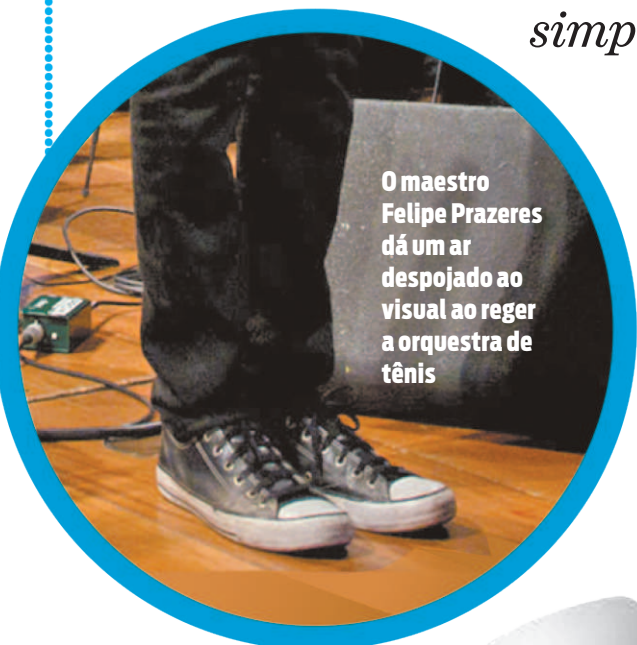 simp
O maestro
Felipe Prazeres
dá um ar
despojado ao
visual ao reger
a orquestra de
tênis